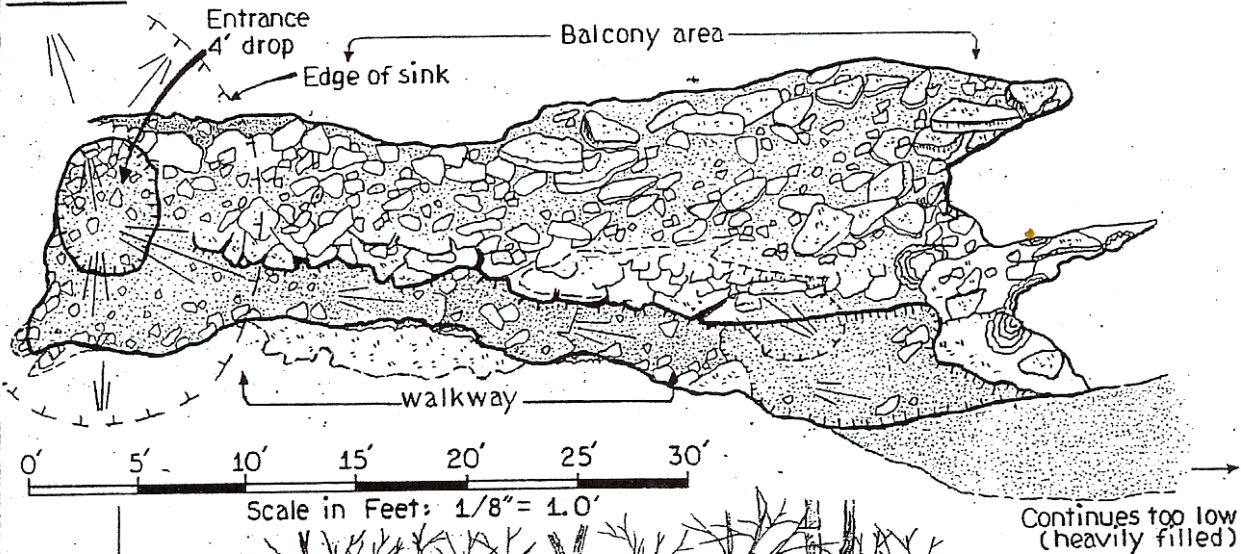 Entrance
4' drop
Edge of sink
Balcony area
walkway
0' 5' 10' 15' 20' 25' 30'
Scale in Feet: 1/8" = 1.0'
Continues too low
(heavily filled)